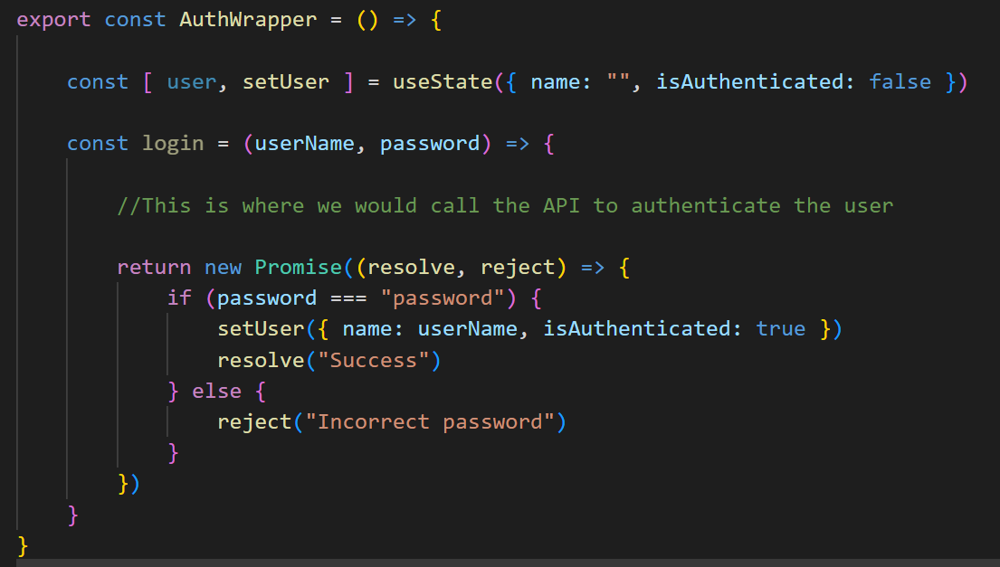 export const AuthWrapper = () => {
const [ user, setUser ] = useState({ name: "", isAuthenticated: false })
const login = (userName, password) => {
//This is where we would call the API to authenticate the user
return new Promise((resolve, reject) => {
if (password === "password") {
setUser({ name: userName, isAuthenticated: true })
resolve("Success")
} else {
reject("Incorrect password")
}
})
}
}